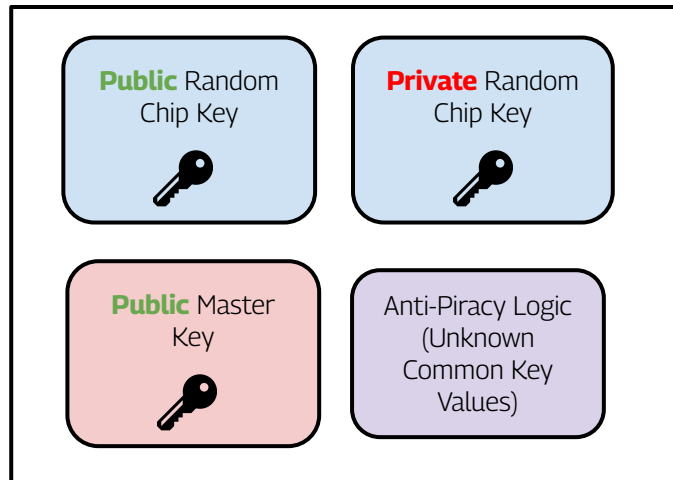 Public Random
Chip Key
Private Random
Chip Key
Public Master
Key
Anti-Piracy Logic
(Unknown
Common Key
Values)